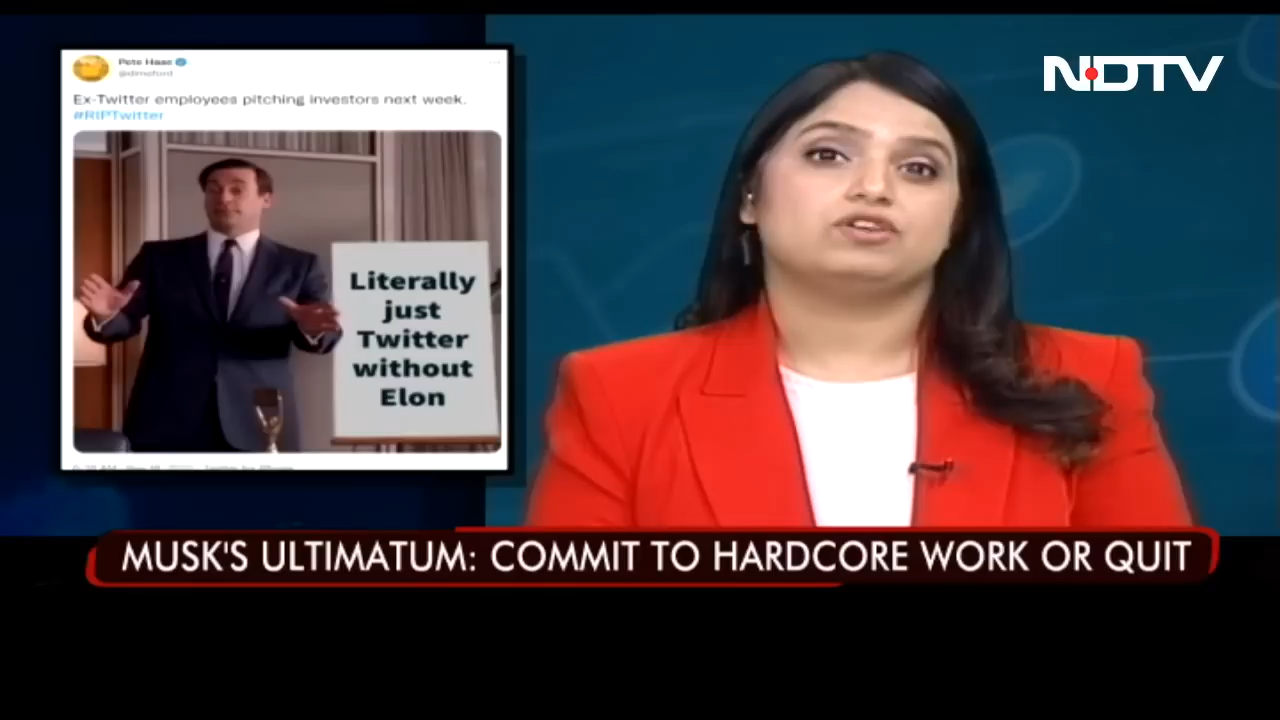 NDTV
Pete Haas
@dimeford
Ex-Twitter employees pitching investors next week.
#RIPTwitter
Literally
just
Twitter
without
Elon
MUSK'S ULTIMATUM: COMMIT TO HARDCORE WORK OR QUIT